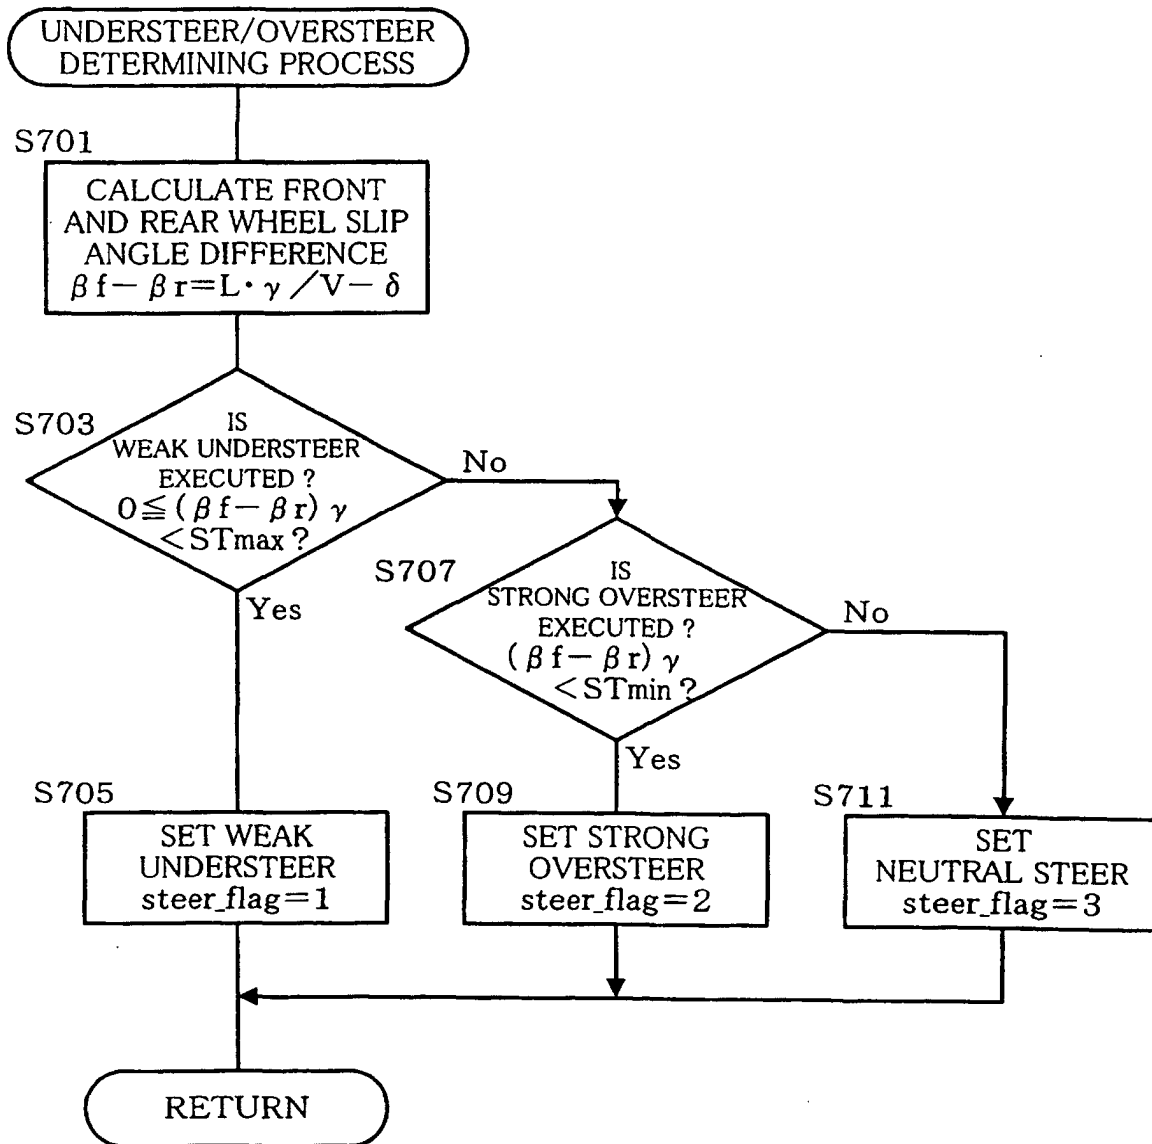 UNDERSTEER/OVERSTEER
DETERMINING PROCESS
S701
CALCULATE FRONT
AND REAR WHEEL SLIP
ANGLE DIFFERENCE
βf－βr＝L・γ／V－δ
S703
IS
WEAK UNDERSTEER
EXECUTED ?
0≦(βf－βr)γ
＜STmax ?
No
Yes
S707
IS
STRONG OVERSTEER
EXECUTED ?
(βf－βr)γ
＜STmin ?
No
Yes
S705
SET WEAK
UNDERSTEER
steer_flag＝1
S709
SET STRONG
OVERSTEER
steer_flag＝2
S711
SET
NEUTRAL STEER
steer_flag＝3
RETURN